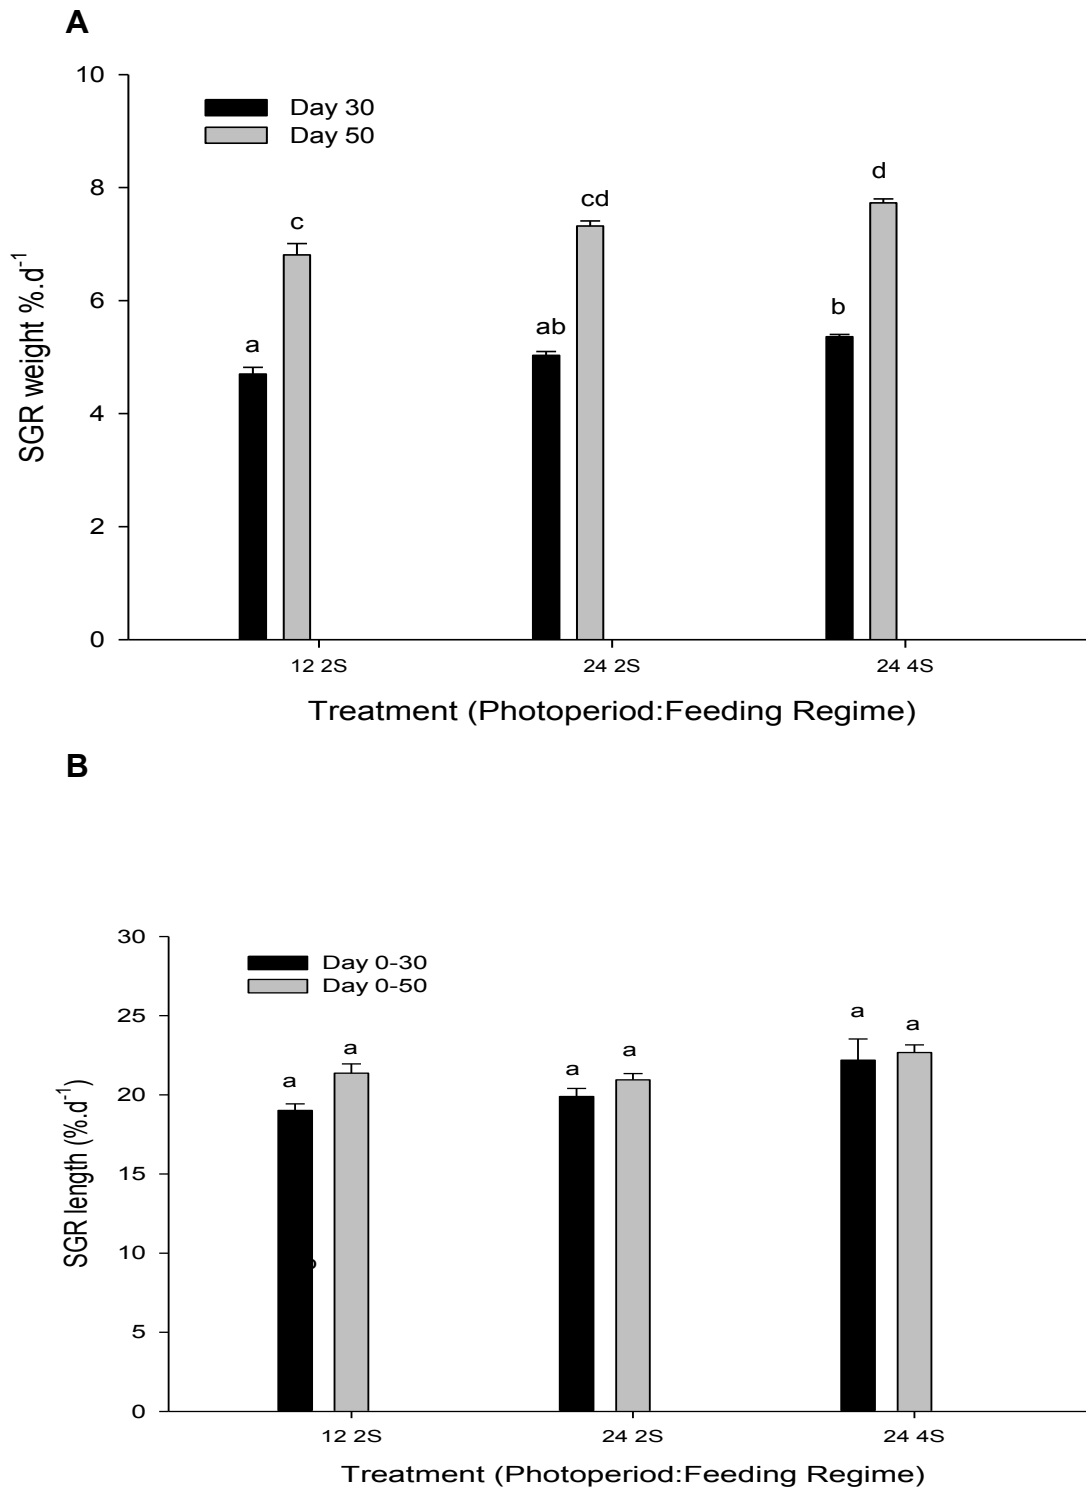 A
10
8
6
4
2
0
SGR weight %.d-1
Day 30
Day 50
a
c
ab
cd
b
d
12 2S
24 2S
24 4S
Treatment (Photoperiod:Feeding Regime)
B
30
25
20
15
10
5
0
SGR length (%.d-1)
Day 0-30
Day 0-50
a
a
a
a
a
a
12 2S
24 2S
24 4S
Treatment (Photoperiod:Feeding Regime)